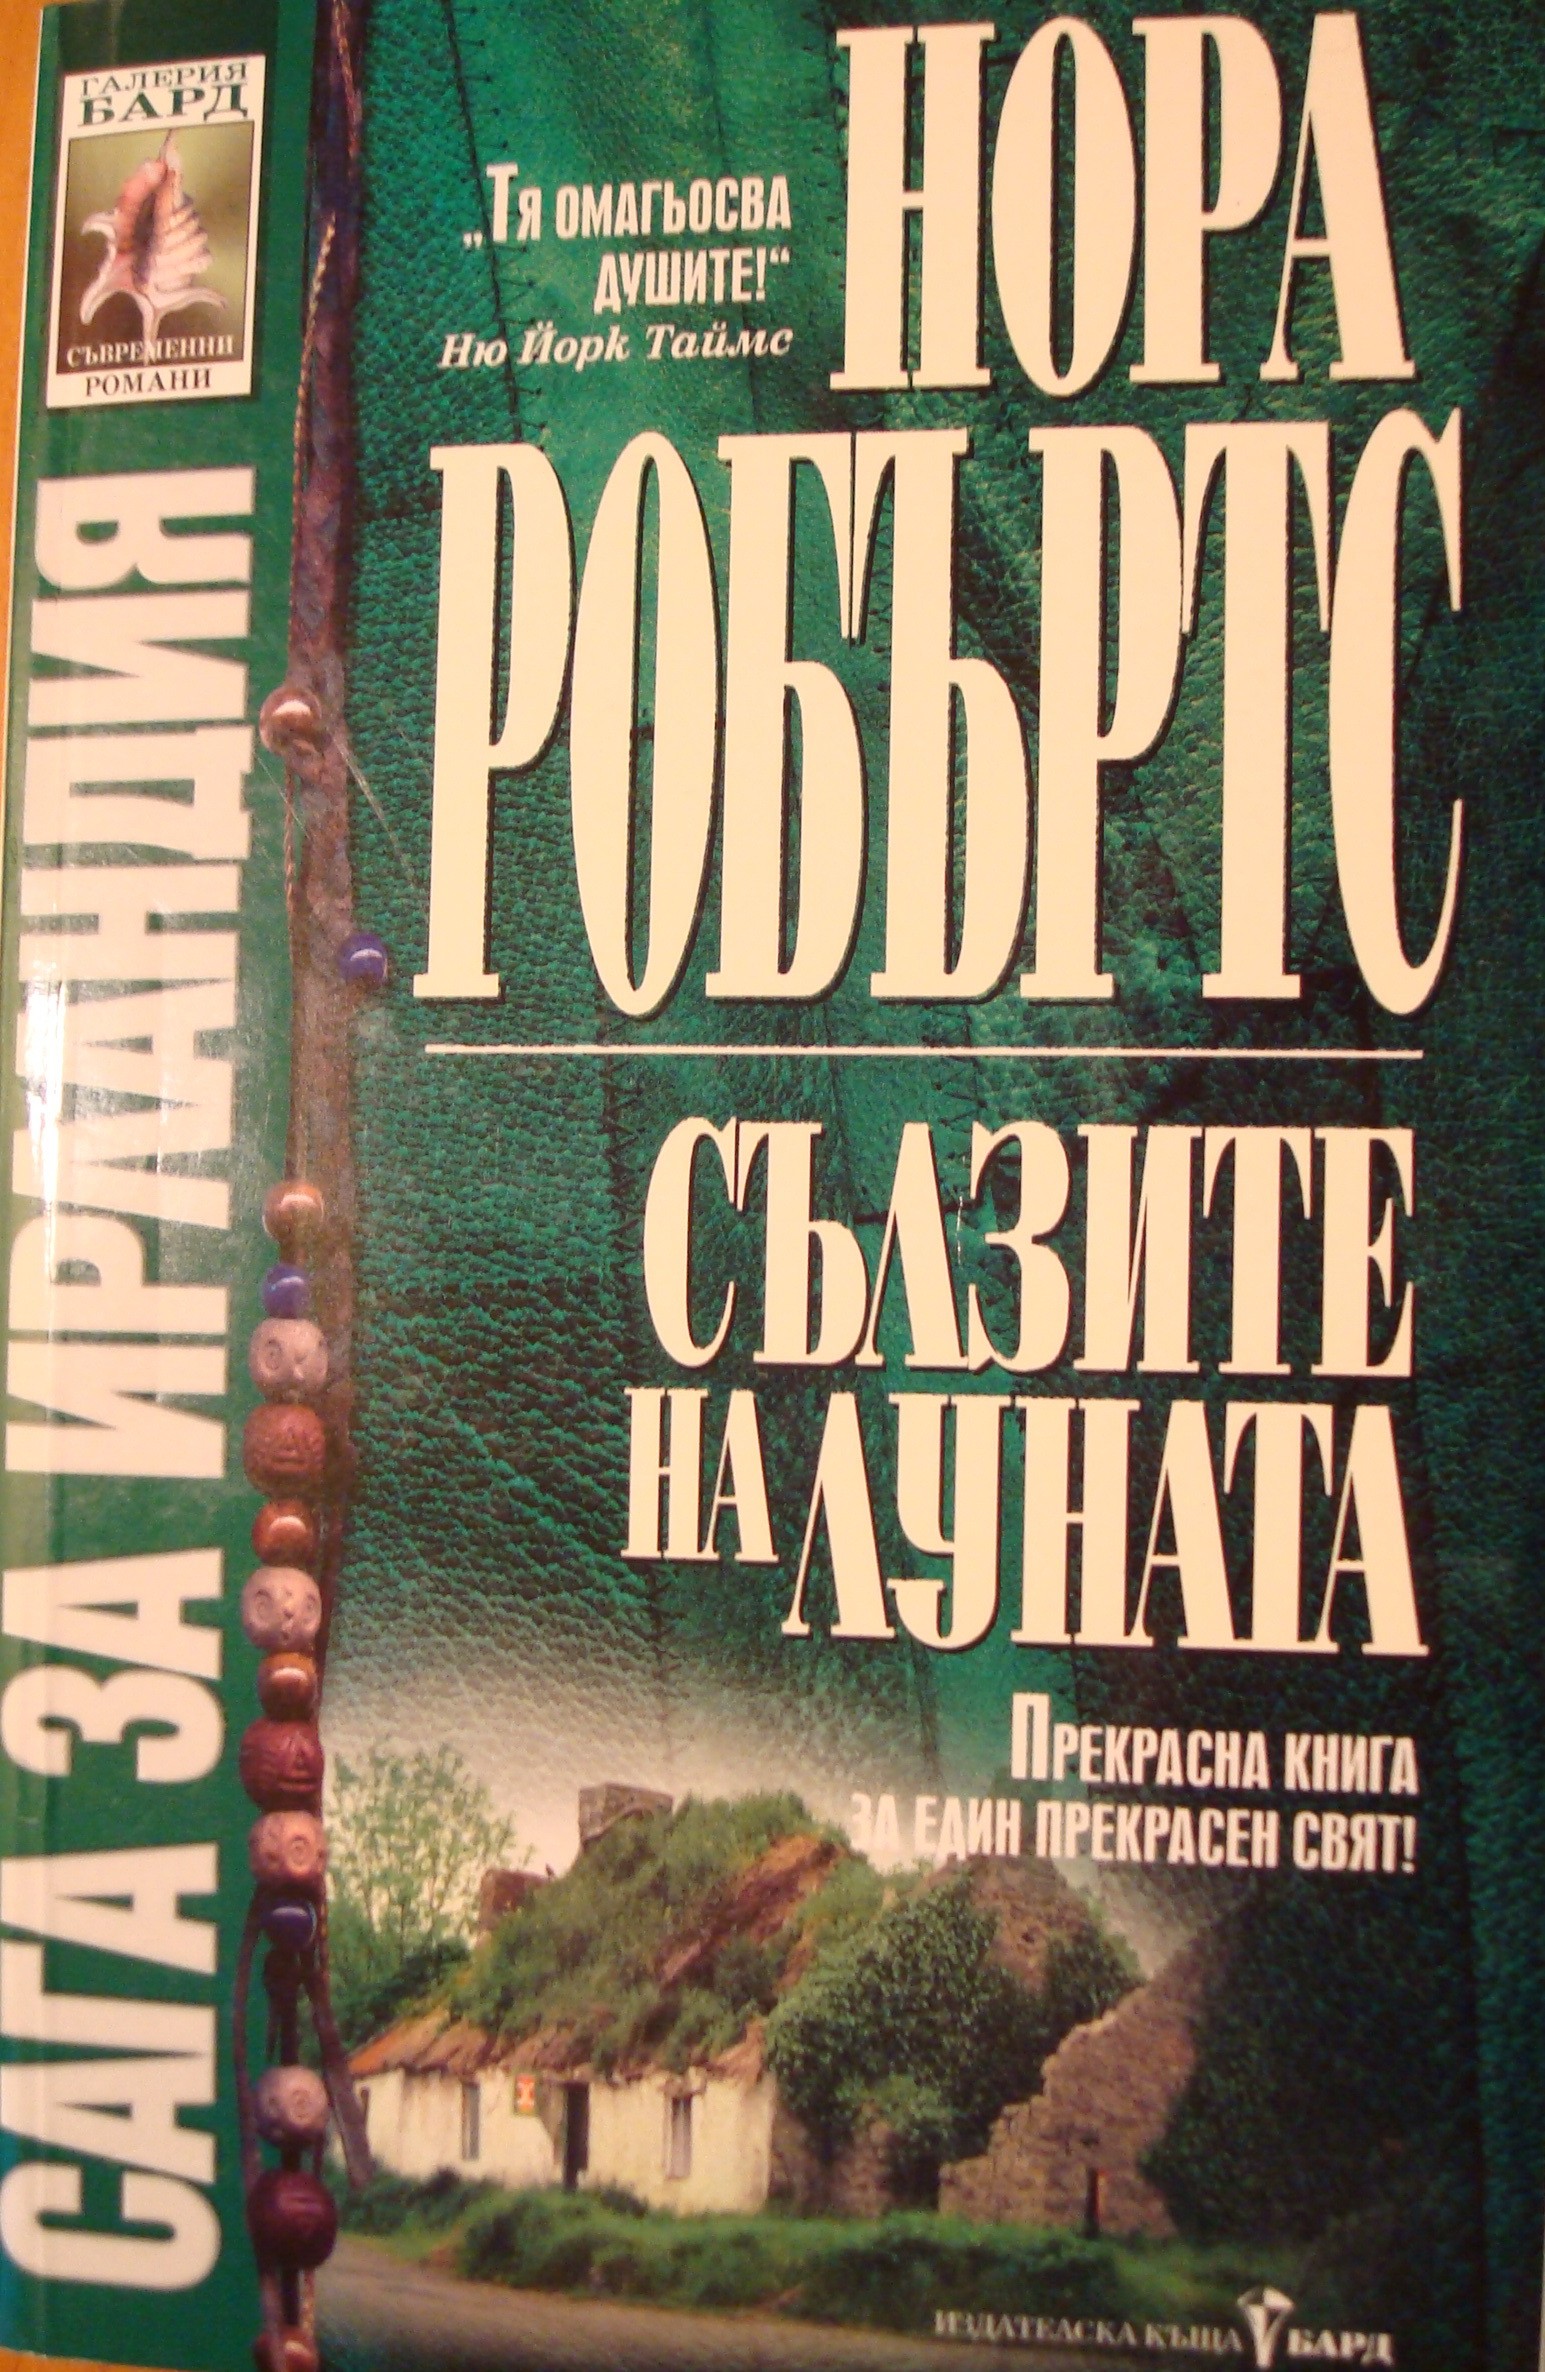 ГАЛЕРИЯ
БАРД
СЪВРЕМЕННИ
РОМАНИ
САГА ЗА ИРЛАНДИЯ
„Тя омагьосва
душите!“
Ню Йорк Таймс
НОРА
РОБЪРТС
СЪЛЗИТЕ
НА ЛУНАТА
Прекрасна книга
за един прекрасен свят!
ИЗДАТЕЛСКА КЪЩА БАРД